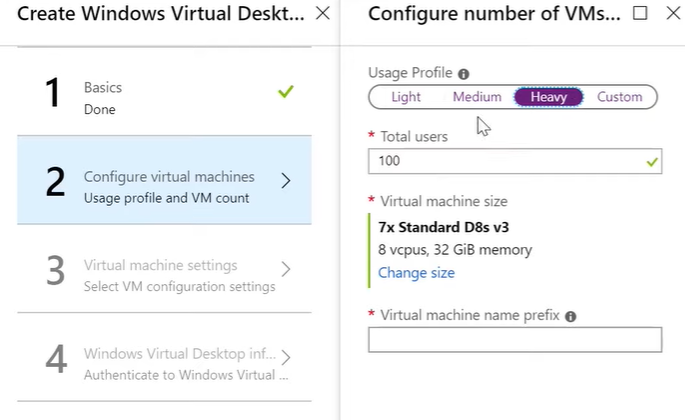 Create Windows Virtual Deskt...
1
Basics
Done
2
Configure virtual machines
Usage profile and VM count
3
Virtual machine settings
Select VM configuration settings
4
Windows Virtual Desktop inf...
Authenticate to Windows Virtual ...
Configure number of VMs...
Usage Profile
Light Medium Heavy Custom
* Total users
100
* Virtual machine size
7x Standard D8s v3
8 vcpus, 32 GiB memory
Change size
* Virtual machine name prefix